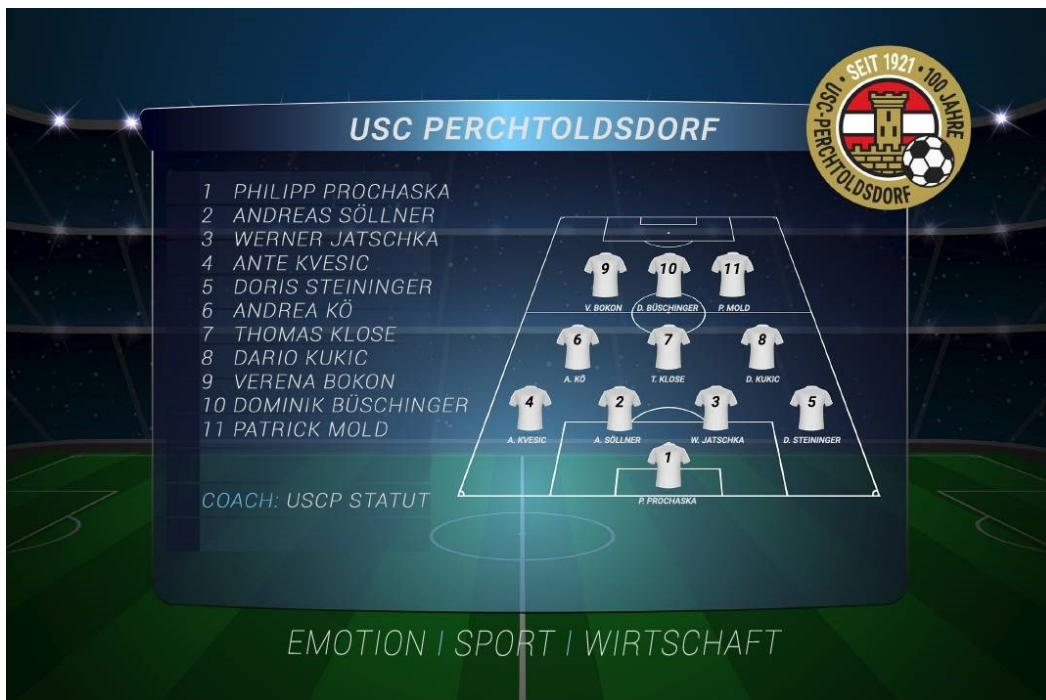 SEIT 1921 • 100 JAHRE
USC-PERCHTOLDSDORF
USC PERCHTOLDSDORF
1 PHILIPP PROCHASKA
2 ANDREAS SÖLLNER
3 WERNER JATSCHKA
4 ANTE KVESIC
5 DORIS STEININGER
6 ANDREA KÖ
7 THOMAS KLOSE
8 DARIO KUKIC
9 VERENA BOKON
10 DOMINIK BÜSCHINGER
11 PATRICK MOLD
COACH: USCP STATUT
9 10 11
V. BOKON D. BÜSCHINGER P. MOLD
6 7 8
A. KÖ T. KLOSE D. KUKIC
4 2 3 5
A. KVESIC A. SÖLLNER W. JATSCHKA D. STEININGER
1
P. PROCHASKA
EMOTION | SPORT | WIRTSCHAFT